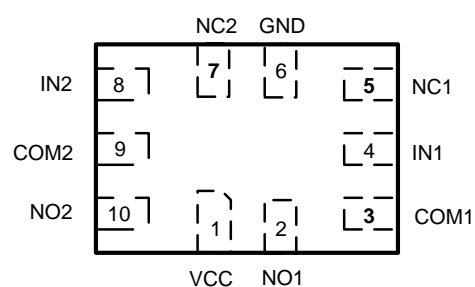 NC2 GND
7 6
IN2 8 5 NC1
COM2 9 4 IN1
NO2 10 3 COM1
1 2
VCC NO1